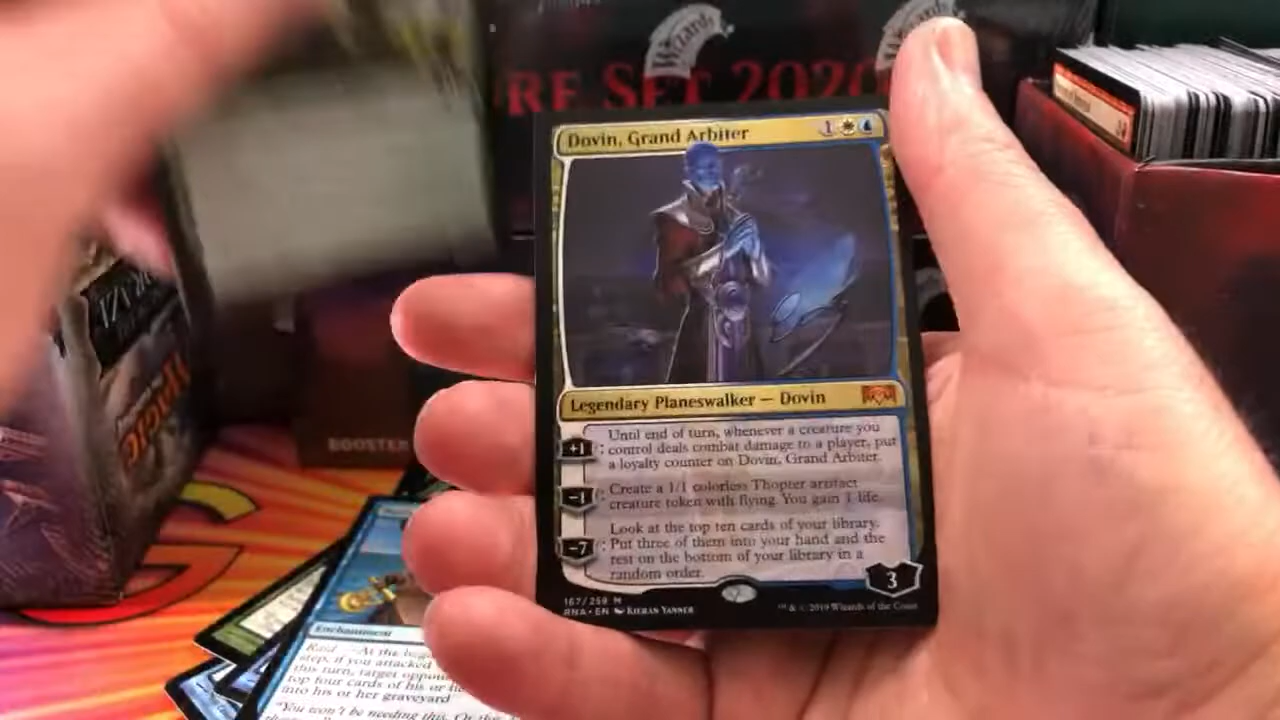 Wizards
Wizards
RE SET 2020
Dovin, Grand Arbiter
1
Legendary Planeswalker — Dovin
+1: Until end of turn, whenever a creature you
control deals combat damage to a player, put
a loyalty counter on Dovin, Grand Arbiter.
−1: Create a 1/1 colorless Thopter artifact
creature token with flying. You gain 1 life.
−7: Look at the top ten cards of your library.
Put three of them into your hand and the
rest on the bottom of your library in a
random order.
3
167/259 M
RNA • EN KIERAN YANNER
™ & © 2019 Wizards of the Coast
MAGIC
BOOSTER
G
Enchantment
Raid — At the
step, if you attacked
this turn, target
top four cards of his or
into his or her graveyard
"You won't be needing this.